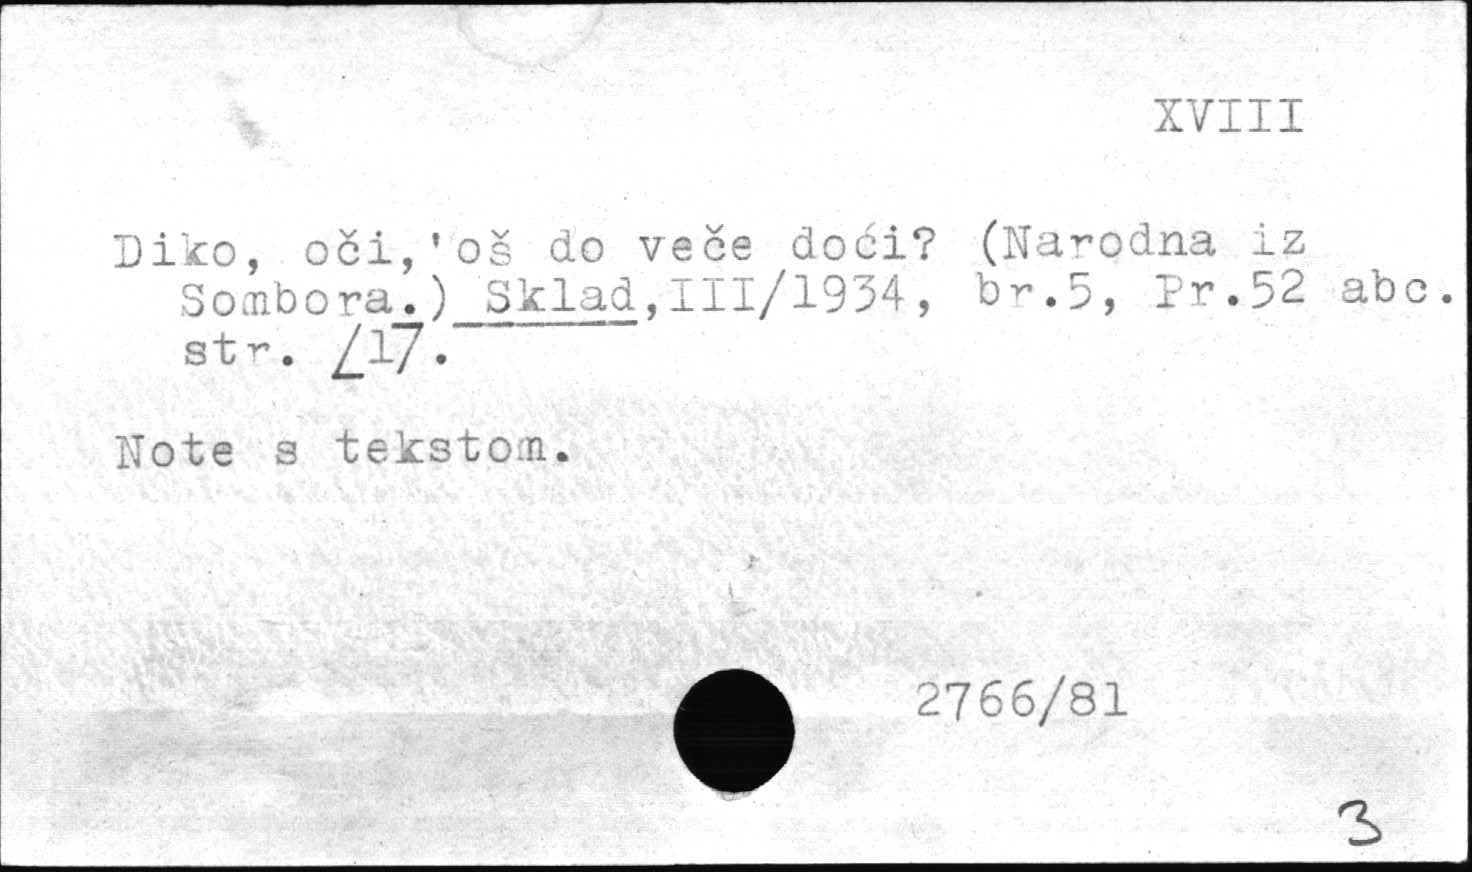 XVIII
Diko, oči,'oš do veče doći? (Narodna iz
Sombora.) Sklad,III/1934, br.5, Pr.52 abc.
str. [1].
Note s tekstom.
2766/81
3